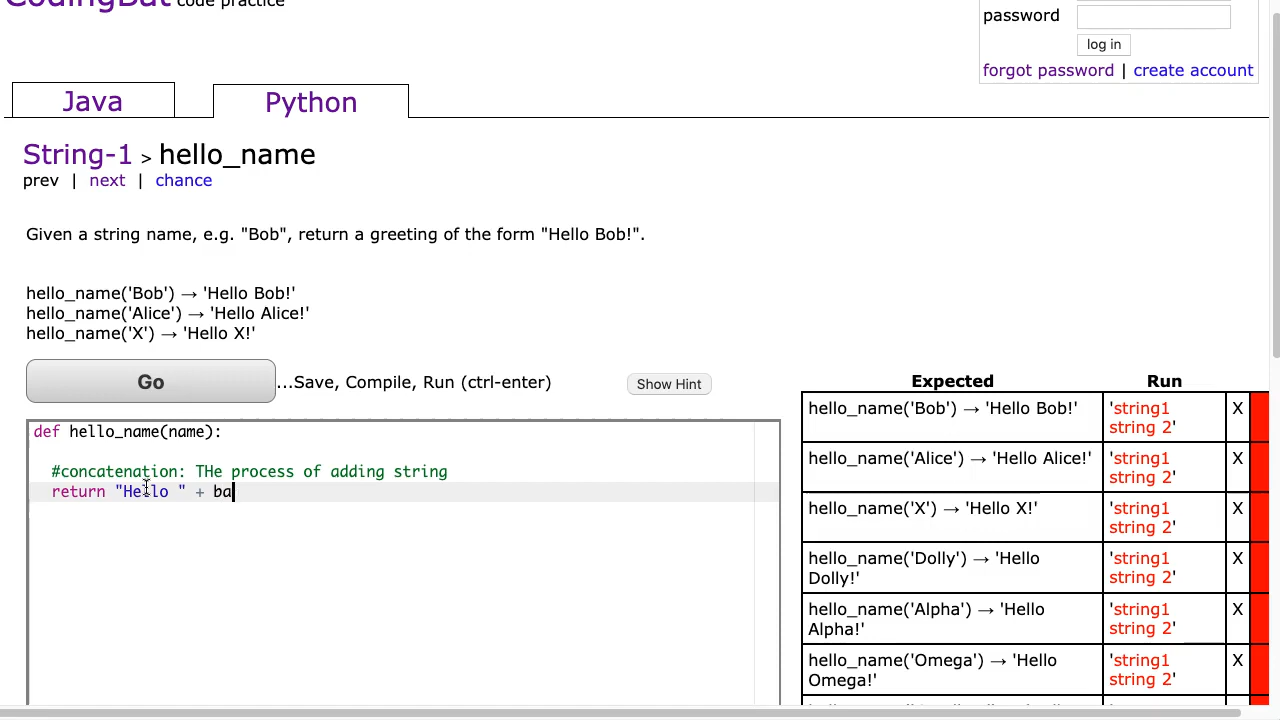 CodingBat code practice
password
log in
forgot password | create account
Java
Python
String-1 > hello_name
prev | next | chance
Given a string name, e.g. "Bob", return a greeting of the form "Hello Bob!".
hello_name('Bob') → 'Hello Bob!'
hello_name('Alice') → 'Hello Alice!'
hello_name('X') → 'Hello X!'
Go
...Save, Compile, Run (ctrl-enter)
Show Hint
def hello_name(name):
#concatenation: THe process of adding string
return "Hello " + ba
Expected Run
hello_name('Bob') → 'Hello Bob!' 'string1 X
string 2'
hello_name('Alice') → 'Hello Alice!' 'string1 X
string 2'
hello_name('X') → 'Hello X!' 'string1 X
string 2'
hello_name('Dolly') → 'Hello 'string1 X
Dolly!' string 2'
hello_name('Alpha') → 'Hello 'string1 X
Alpha!' string 2'
hello_name('Omega') → 'Hello 'string1 X
Omega!' string 2'